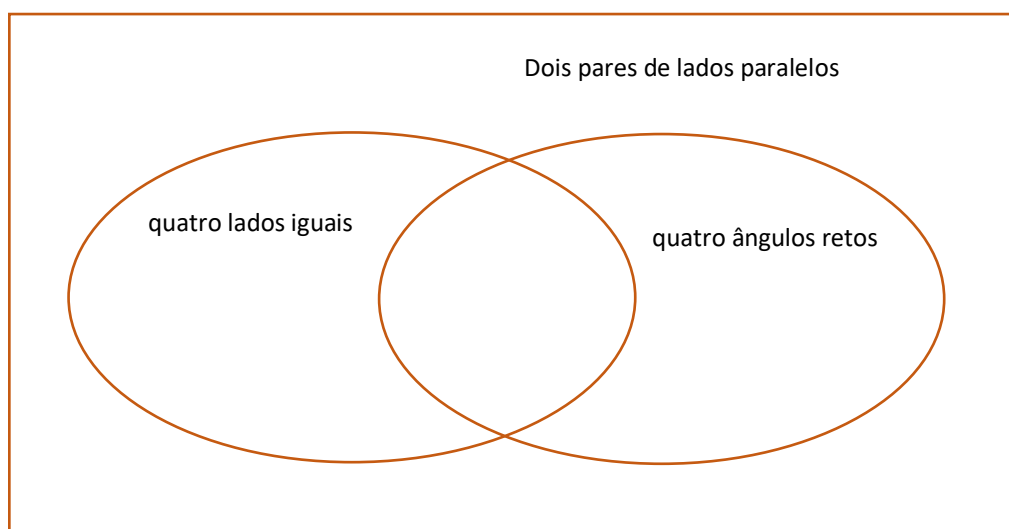 Dois pares de lados paralelos
quatro lados iguais
quatro ângulos retos